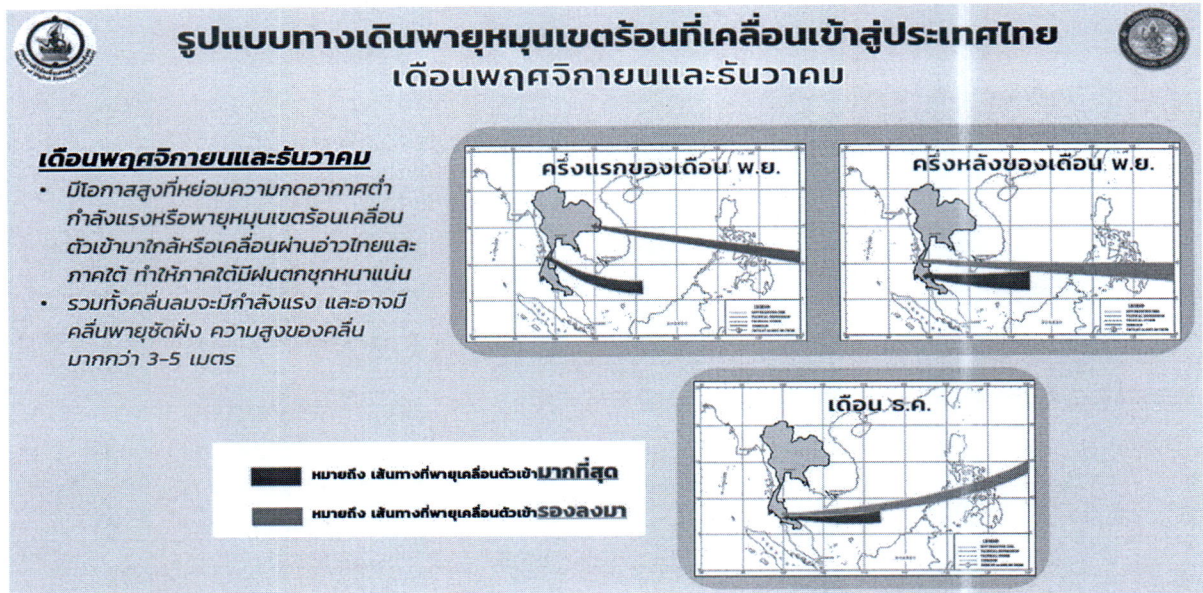 รูปแบบทางเดินพายุหมุนเขตร้อนที่เคลื่อนเข้าสู่ประเทศไทย
เดือนพฤศจิกายนและธันวาคม
เดือนพฤศจิกายนและธันวาคม
• มีโอกาสสูงที่หย่อมความกดอากาศต่ำ
กำลังแรงหรือพายุหมุนเขตร้อนเคลื่อน
ตัวเข้ามาใกล้หรือเคลื่อนผ่านอ่าวไทยและ
ภาคใต้ ทำให้ภาคใต้มีฝนตกชุกหนาแน่น
• รวมทั้งคลื่นลมจะมีกำลังแรง และอาจมี
คลื่นพายุซัดฝั่ง ความสูงของคลื่น
มากกว่า 3-5 เมตร
ครึ่งแรกของเดือน พ.ย.
ครึ่งหลังของเดือน พ.ย.
เดือน ธ.ค.
หมายถึง เส้นทางที่พายุเคลื่อนตัวเข้ามากที่สุด
หมายถึง เส้นทางที่พายุเคลื่อนตัวเข้ารองลงมา